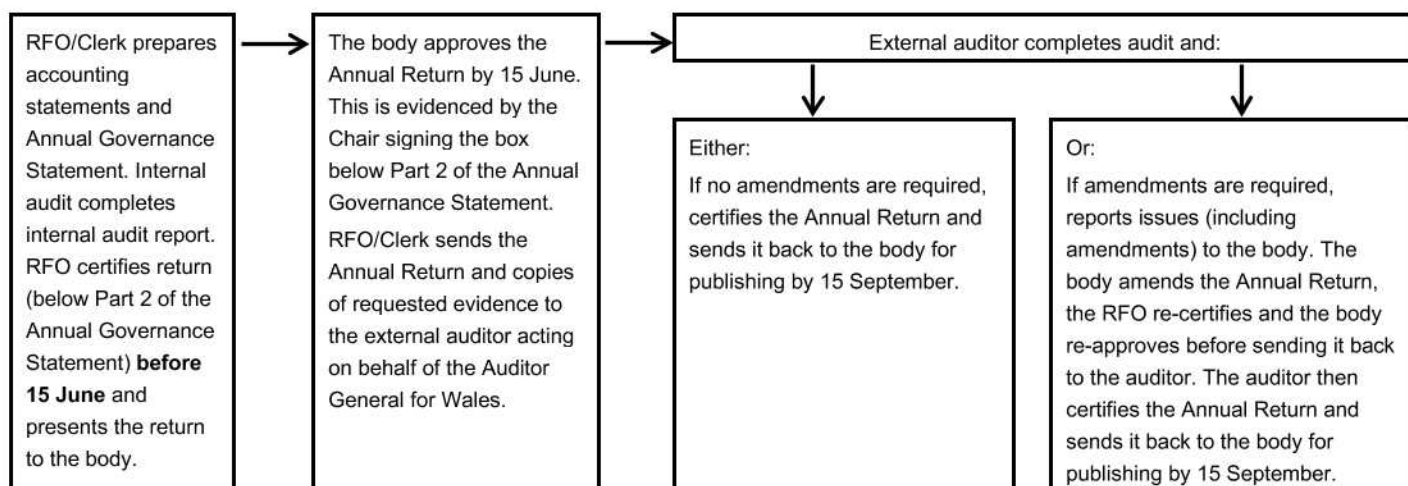 RFO/Clerk prepares
accounting
statements and
Annual Governance
Statement. Internal
audit completes
internal audit report.
RFO certifies return
(below Part 2 of the
Annual Governance
Statement) before
15 June and
presents the return
to the body.
The body approves the
Annual Return by 15 June.
This is evidenced by the
Chair signing the box
below Part 2 of the Annual
Governance Statement.
RFO/Clerk sends the
Annual Return and copies
of requested evidence to
the external auditor acting
on behalf of the Auditor
General for Wales.
External auditor completes audit and:
Either:
If no amendments are required,
certifies the Annual Return and
sends it back to the body for
publishing by 15 September.
Or:
If amendments are required,
reports issues (including
amendments) to the body. The
body amends the Annual Return,
the RFO re-certifies and the body
re-approves before sending it back
to the auditor. The auditor then
certifies the Annual Return and
sends it back to the body for
publishing by 15 September.